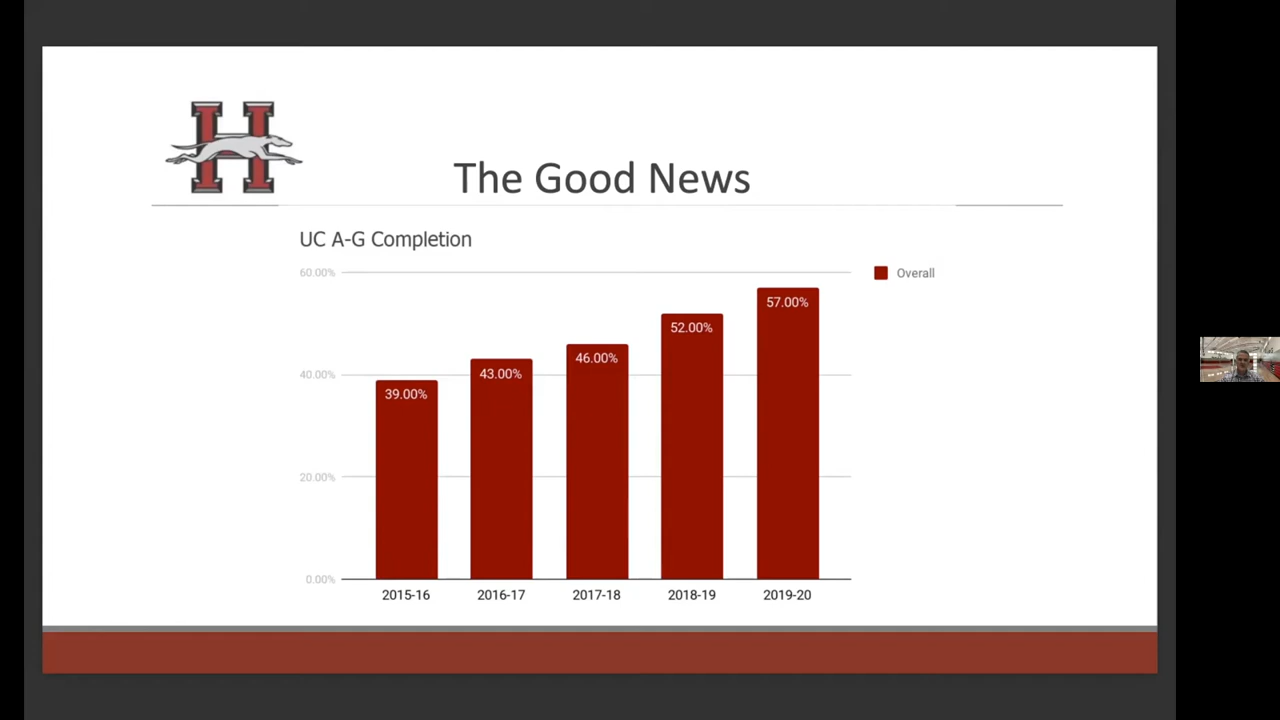 H
The Good News
UC A-G Completion
60.00%
Overall
57.00%
52.00%
46.00%
43.00%
40.00%
39.00%
20.00%
0.00%
2015-16 2016-17 2017-18 2018-19 2019-20